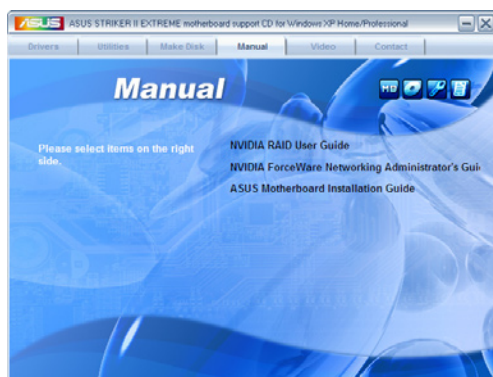 ASUS ASUS STRIKER II EXTREME motherboard support CD for Windows XP Home/Professional
Drivers Utilities Make Disk Manual Video Contact
Manual
Please select items on the right
side.
NVIDIA RAID User Guide
NVIDIA ForceWare Networking Administrator's Gui
ASUS Motherboard Installation Guide